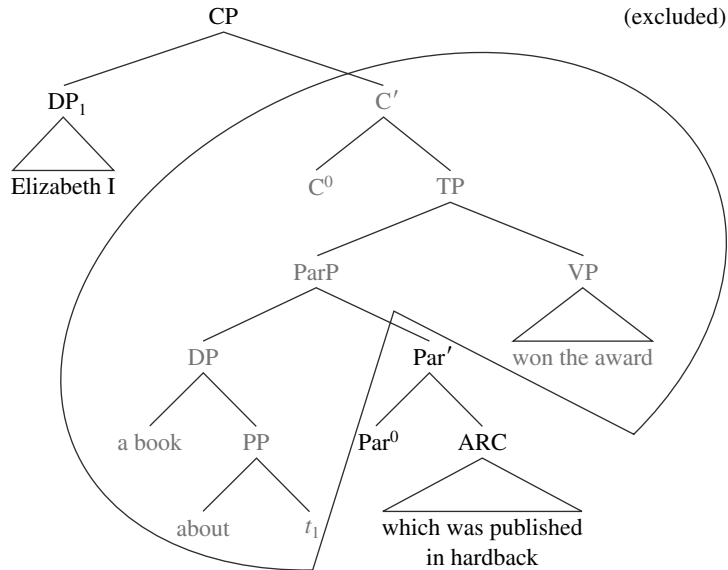 CP (excluded)
DP₁ C′
Elizabeth I C⁰ TP
ParP VP
DP Par′ won the award
a book PP Par⁰ ARC
about t₁ which was published
in hardback